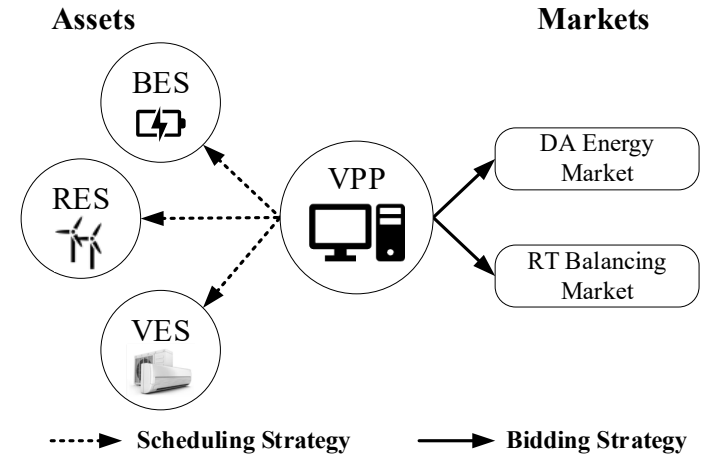 Assets
Markets
BES
RES
VES
VPP
DA Energy
Market
RT Balancing
Market
Scheduling Strategy
Bidding Strategy